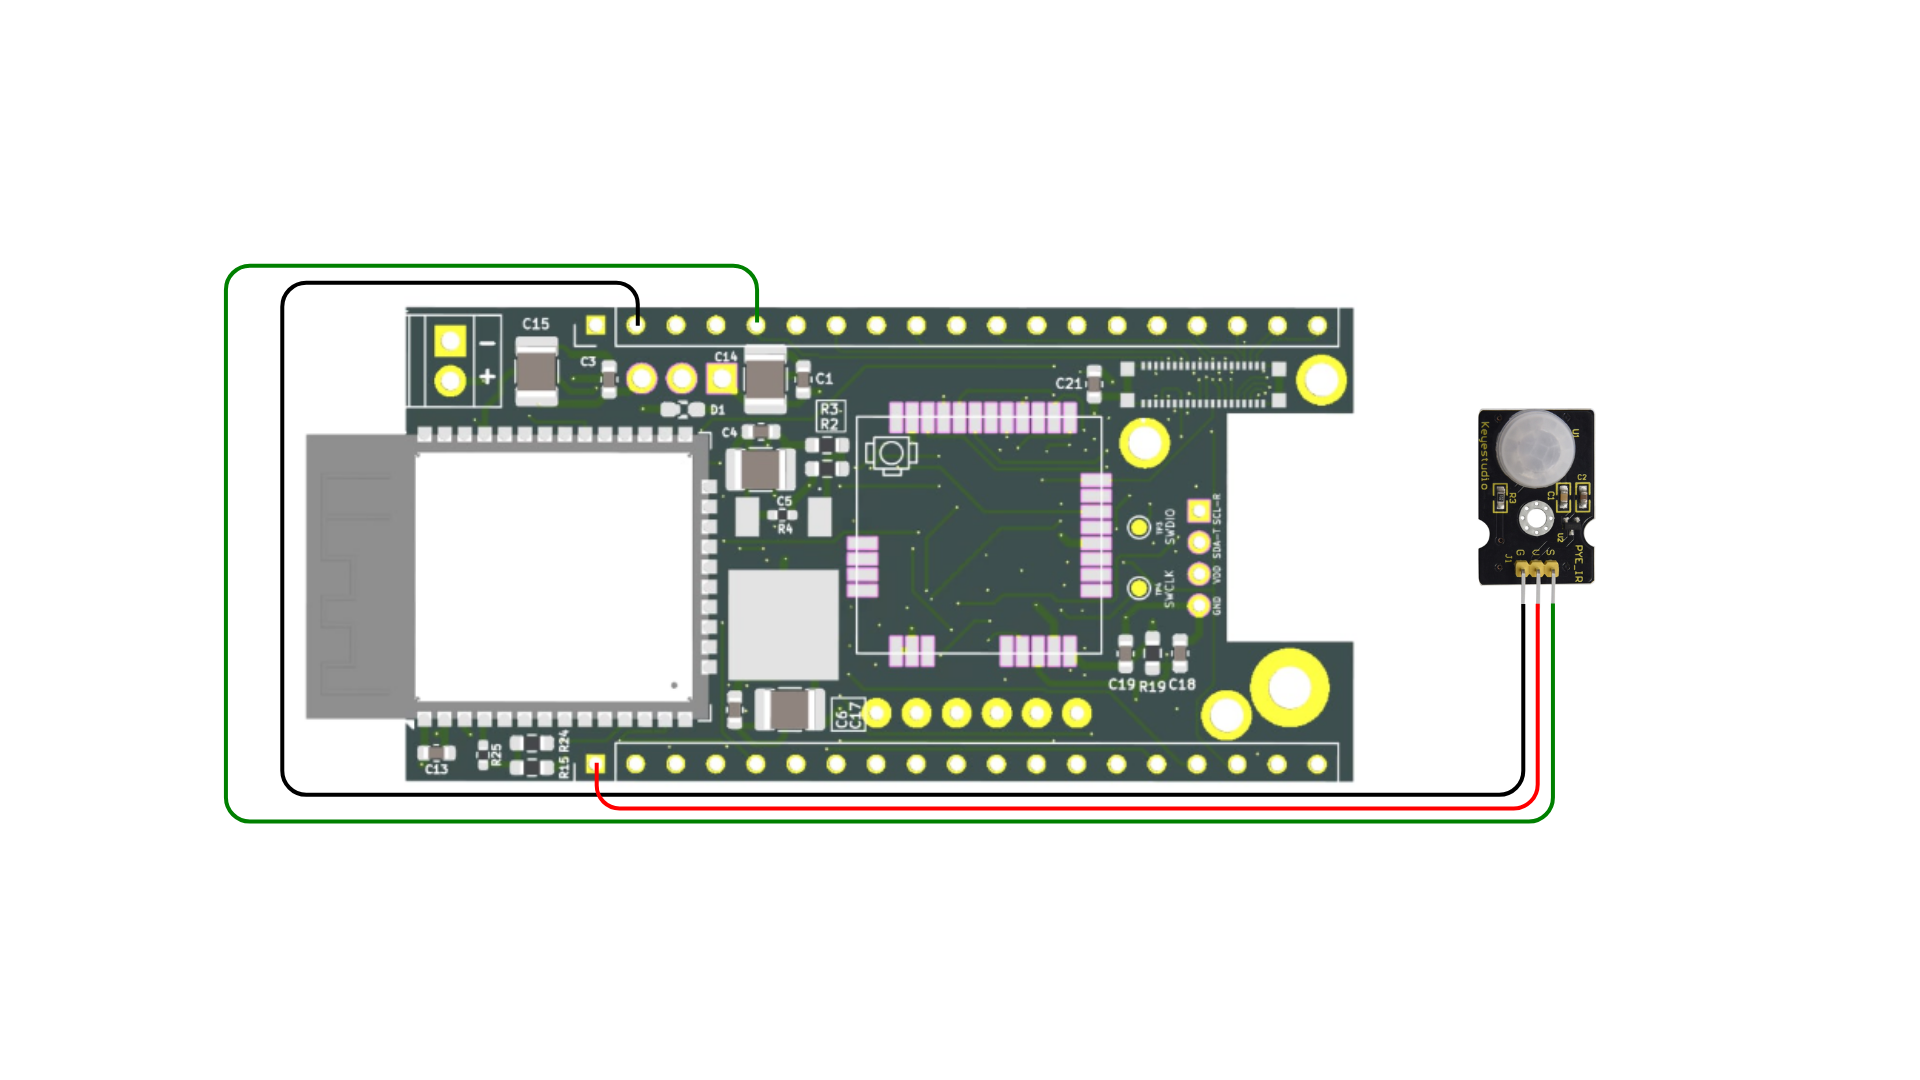 C15
-
+
C3
C14
C1
D1
C4
R3
R2
C5
R4
C21
SCL-R
SDA-T
VDD
GND
TP3
SWDIO
TP4
SWCLK
C19
R19
C18
C6
C17
C13
R25
R24
R15
Keyestudio
U1
C2
C1
R3
U2
J1
G
V
S
PYE_IR